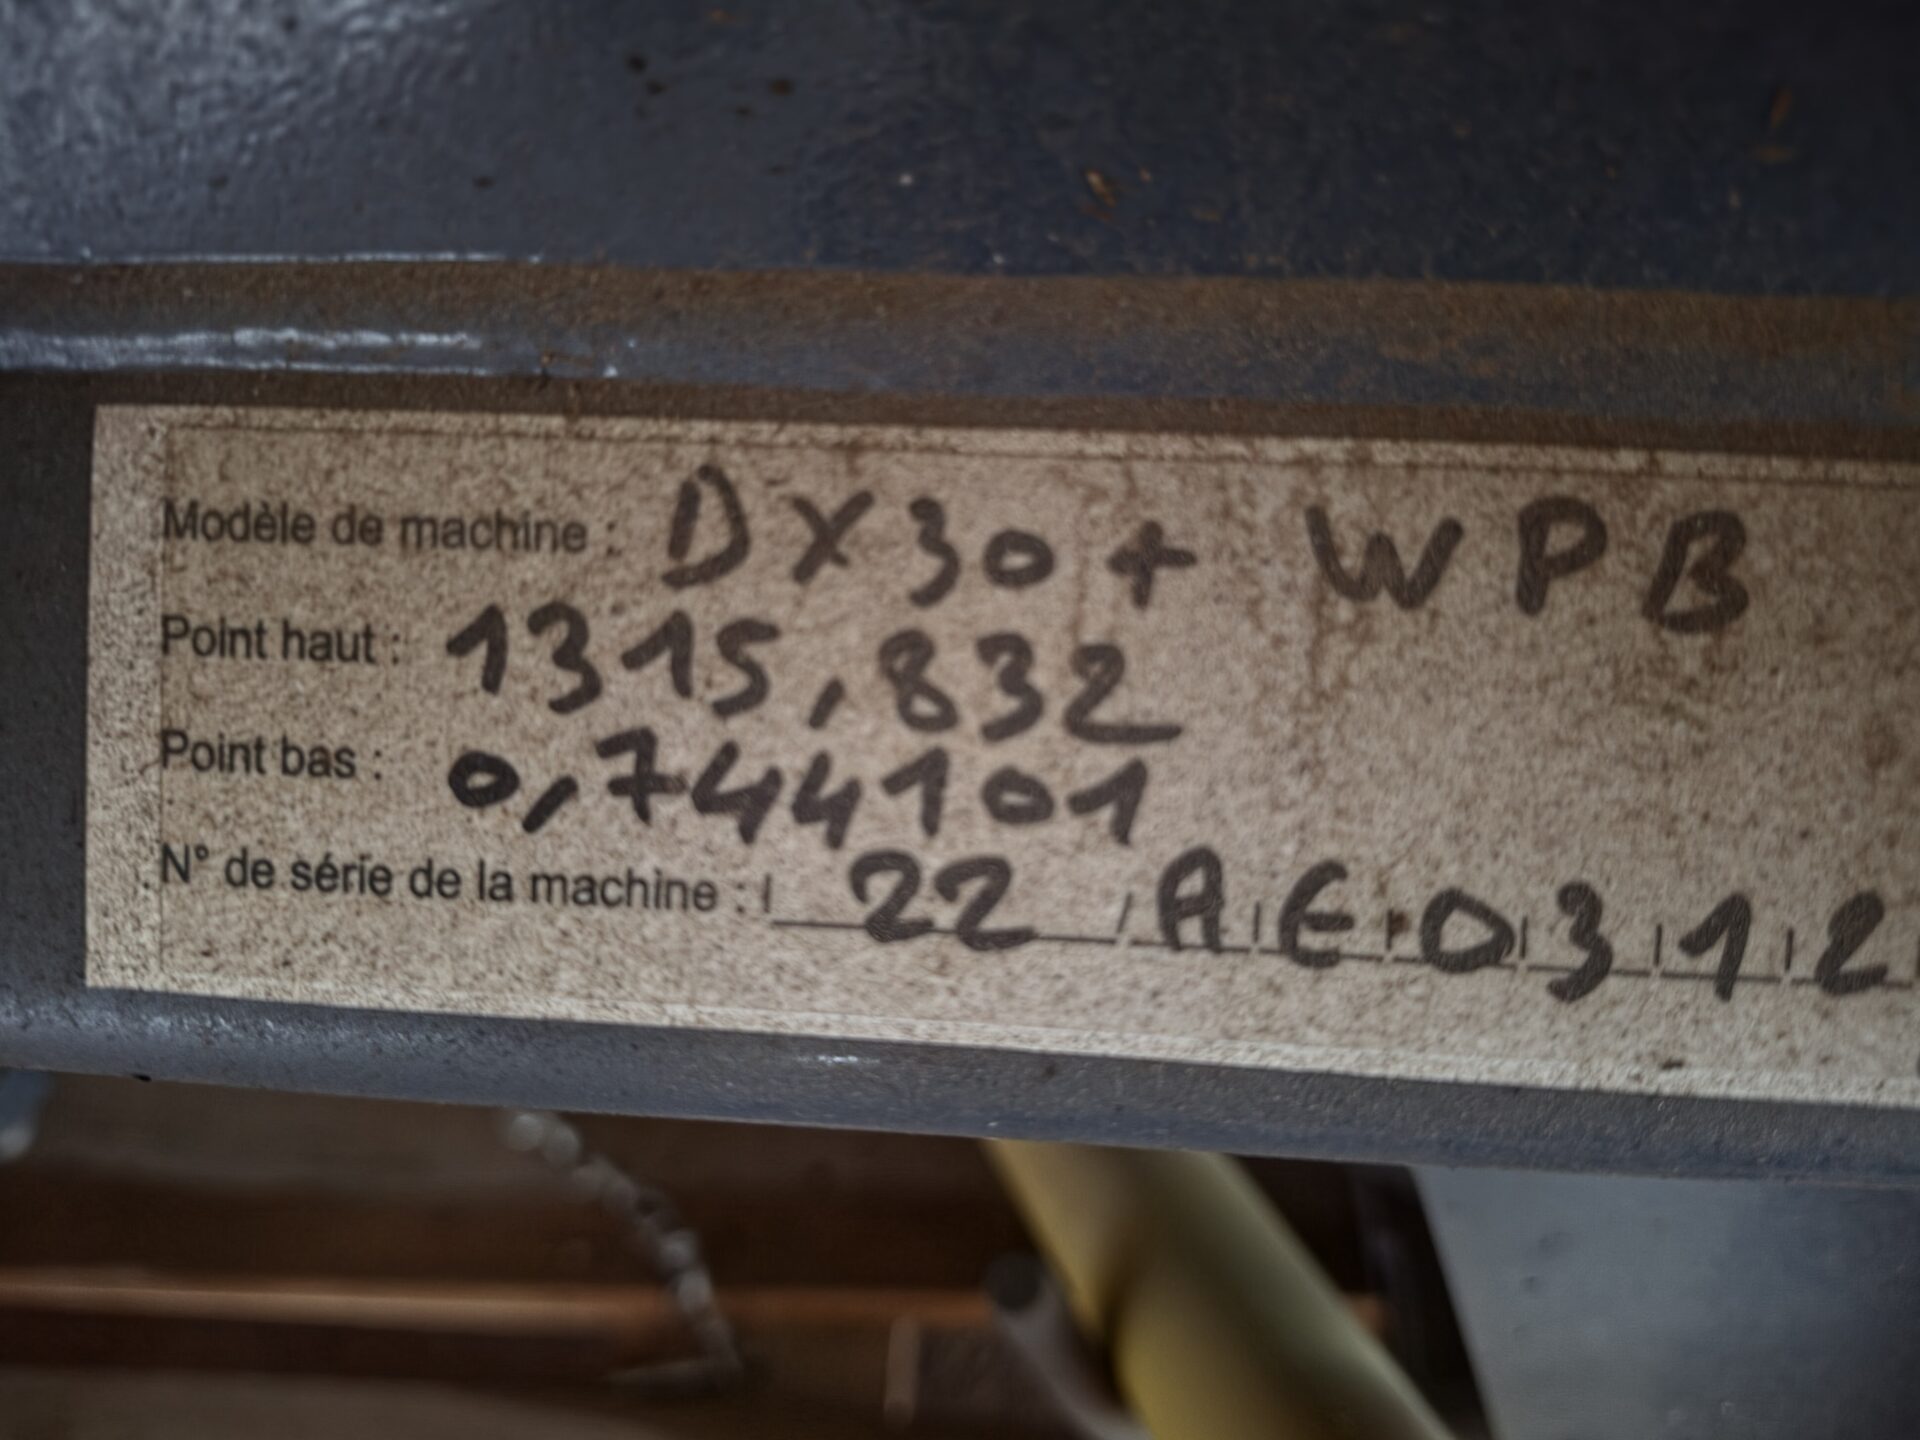 Modèle de machine : DX30+ WPB
Point haut : 1315,832
Point bas : 0,744101
N° de série de la machine : 22 AE0312